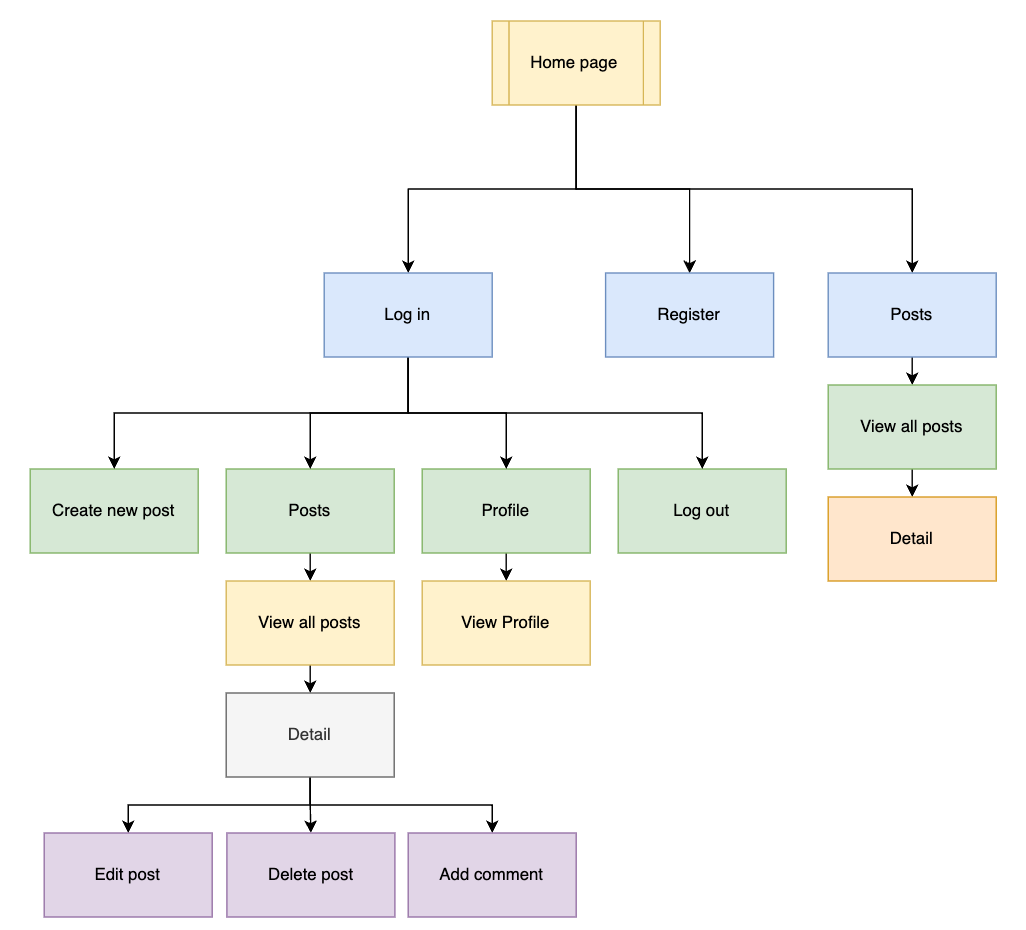 Home page
Log in
Register
Posts
View all posts
Create new post
Posts
Profile
Log out
Detail
View all posts
View Profile
Detail
Edit post
Delete post
Add comment